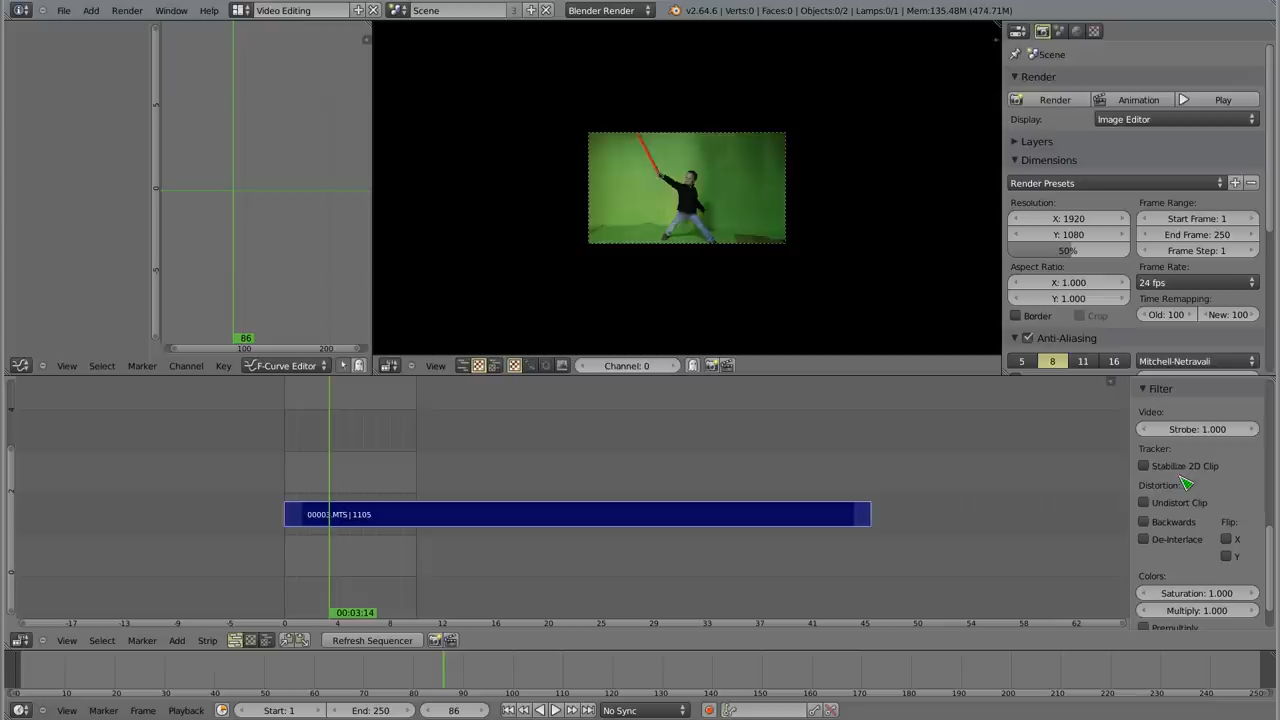 File Add Render Window Help Video Editing Scene 3 Blender Render v2.64.6 | Verts:0 | Faces:0 | Objects:0/2 | Lamps:0/1 | Mem:135.48M (474.71M)
Scene
Render
Render Animation Play
Display: Image Editor
Layers
Dimensions
Render Presets
Resolution: Frame Range:
X: 1920 Start Frame: 1
Y: 1080 End Frame: 250
50% Frame Step: 1
Aspect Ratio: Frame Rate:
X: 1.000 24 fps
Y: 1.000 Time Remapping:
Border Crop Old: 100 New: 100
Anti-Aliasing
5 8 11 16 Mitchell-Netravali
5
0
-5
86
100 200
View Select Marker Channel Key F-Curve Editor
View Channel: 0
4
2
0
00003.MTS | 1105
00:03:14
-17 -13 -9 -5 0 4 8 12 16 20 25 29 33 37 41 45 50 54 58 62
View Select Marker Add Strip Refresh Sequencer
Filter
Video:
Strobe: 1.000
Tracker:
Stabilize 2D Clip
Distortion:
Undistort Clip
Backwards Flip:
De-Interlace X
Y
Colors:
Saturation: 1.000
Multiply: 1.000
Premultiply
0 10 20 30 40 50 60 70 80 90 100 110 120 130 140 150 160 170 180 190 200 210 220 230 240 250
View Marker Frame Playback Start: 1 End: 250 86 No Sync